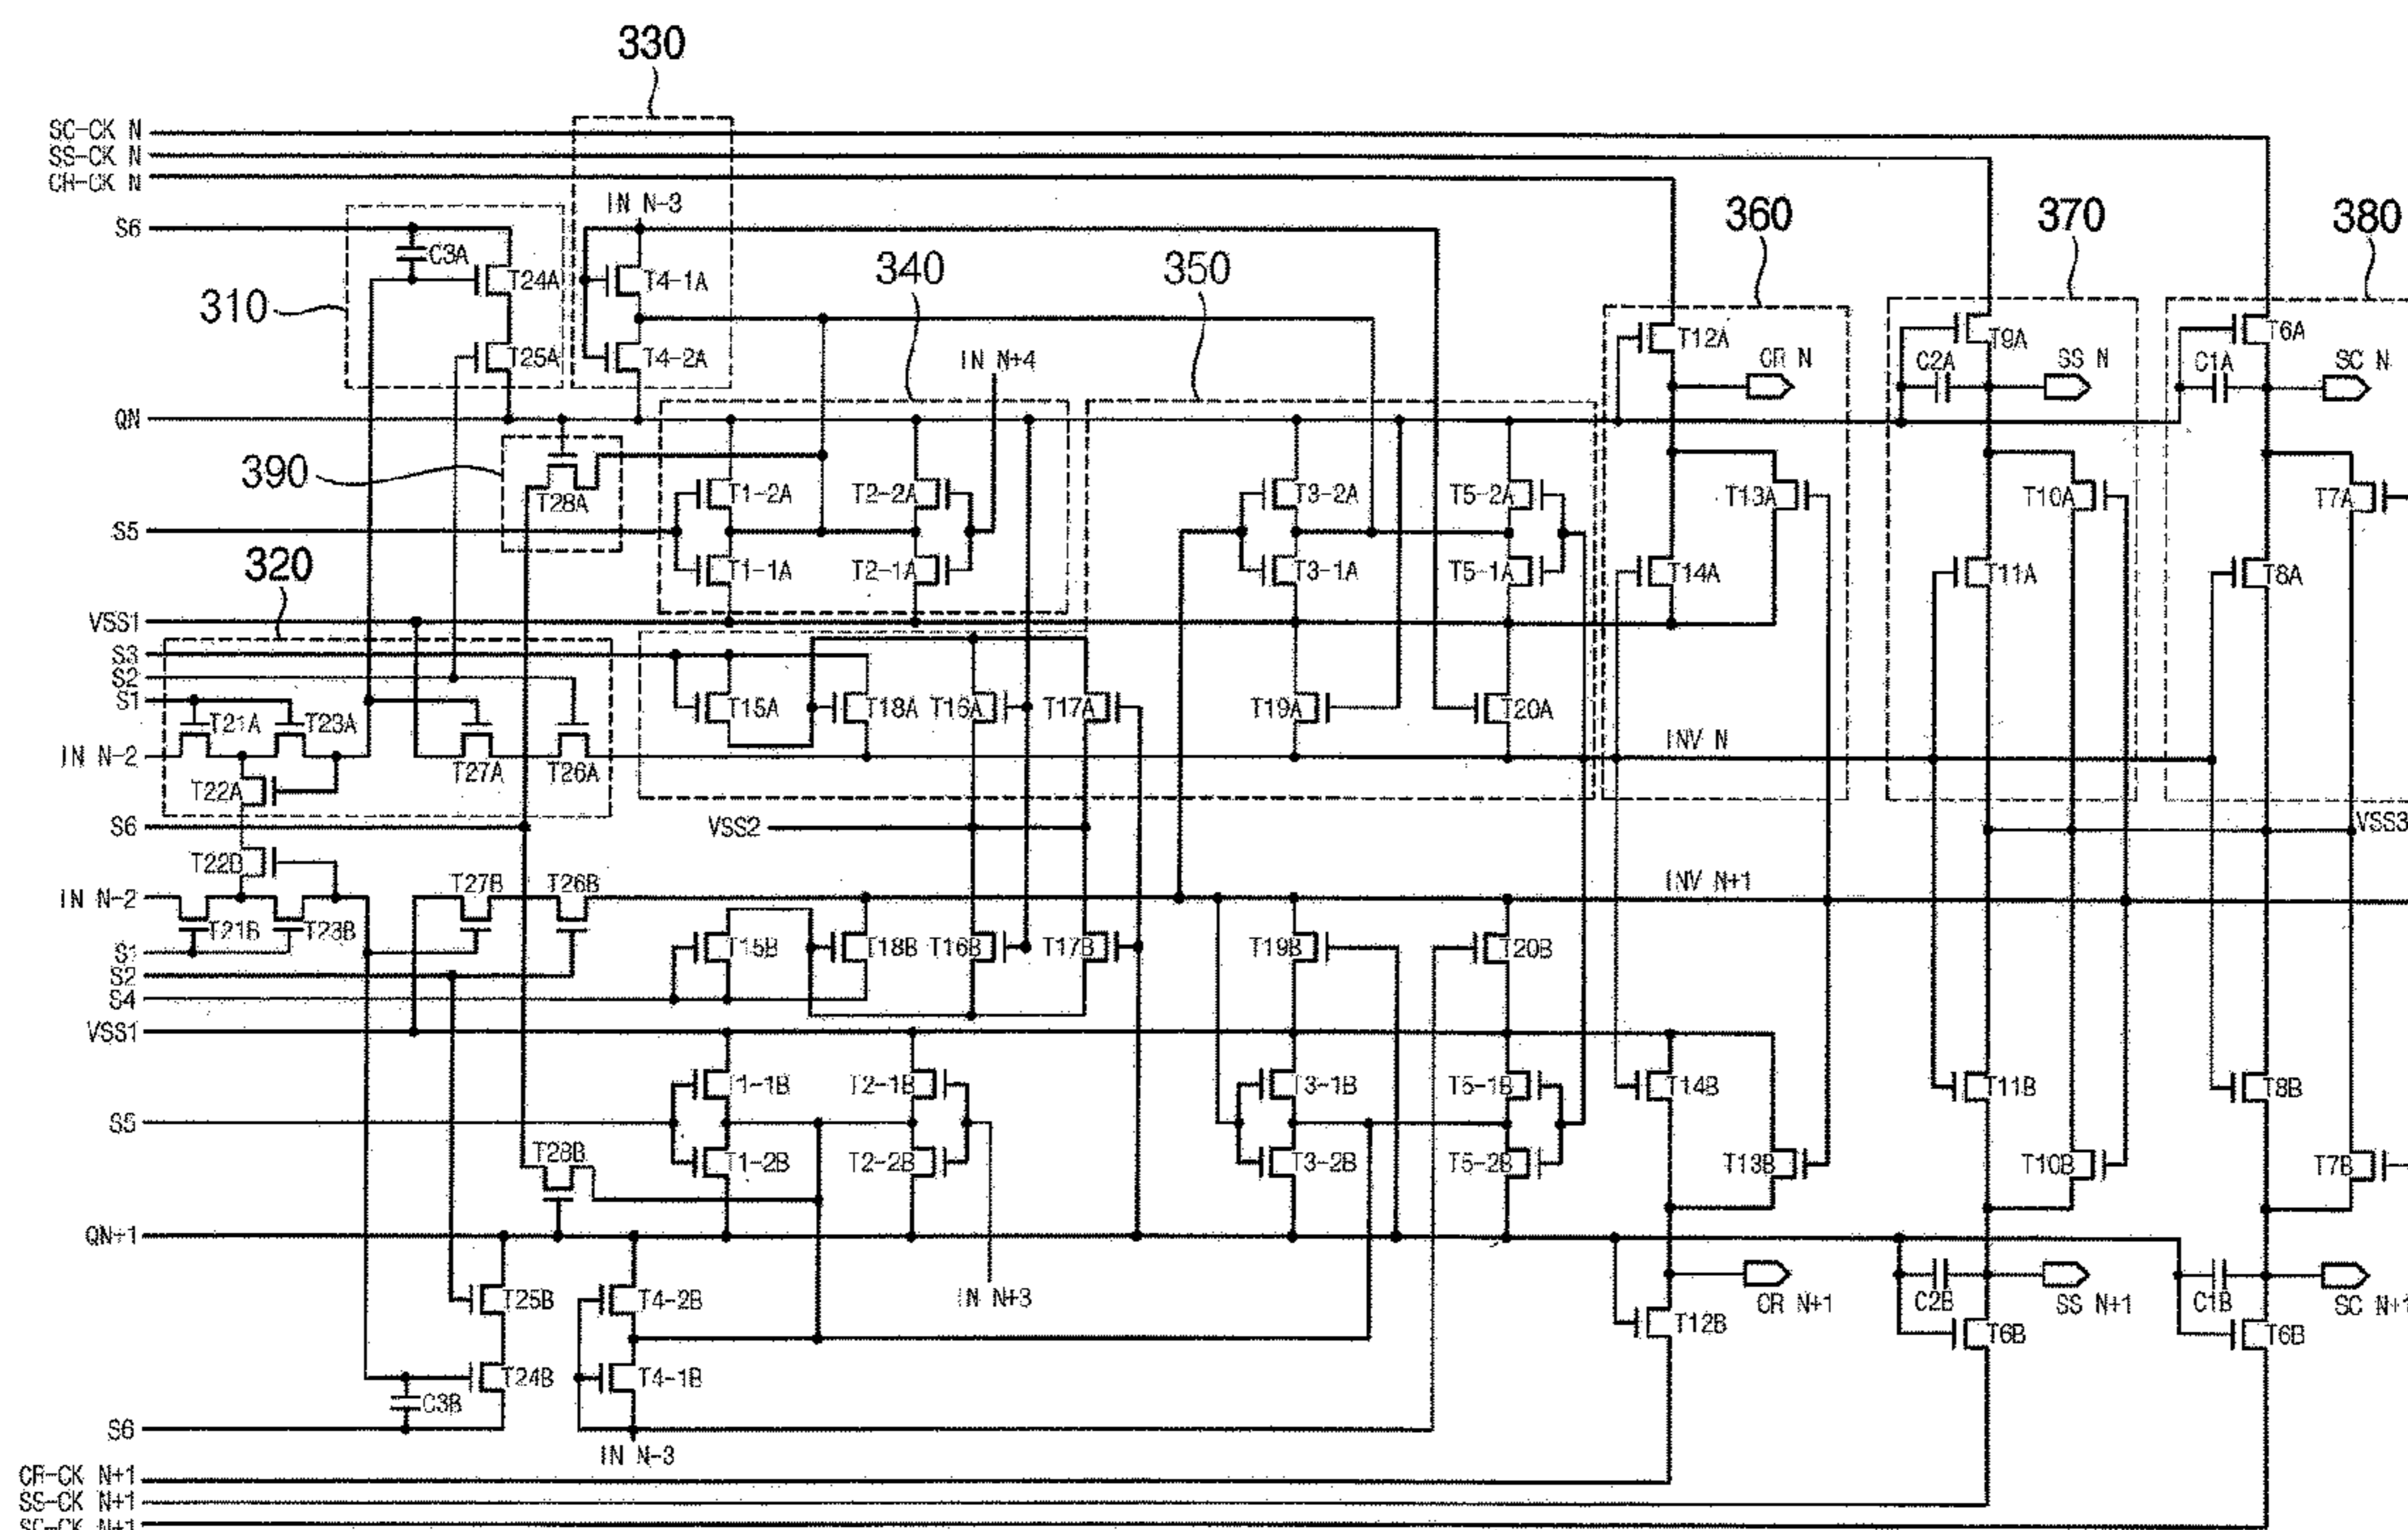 330
SC-CK N
SS-CK N
CR-CK N
IN N-3
S6
C3A
T24A
T4-1A
310
340
350
360
370
380
T25A
T4-2A
IN N+4
T12A
CR N
T9A
C2A
SS N
T6A
C1A
SC N
QN
390
T28A
T1-2A
T2-2A
T3-2A
T5-2A
T13A
T10A
T7A
S5
320
T1-1A
T2-1A
T3-1A
T5-1A
T14A
T11A
T8A
VSS1
S3
S2
S1
T21A
T23A
T15A
T18A
T16A
T17A
T19A
T20A
IN N-2
T27A
T26A
INV N
T22A
S6
VSS2
VSS3
T22B
IN N-2
T27B
T26B
INV N+1
T21B
T23B
S1
T15B
T18B
T16B
T17B
T19B
T20B
S2
S4
VSS1
T1-1B
T2-1B
T3-1B
T5-1B
T14B
T11B
T8B
S5
T28B
T1-2B
T2-2B
T3-2B
T5-2B
T13B
T10B
T7B
QN+1
T25B
T4-2B
IN N+3
T12B
CR N+1
C2B
SS N+1
T6B
C1B
SC N+1
T6B
T24B
T4-1B
C3B
S6
IN N-3
CR-CK N+1
SS-CK N+1
SC-CK N+1